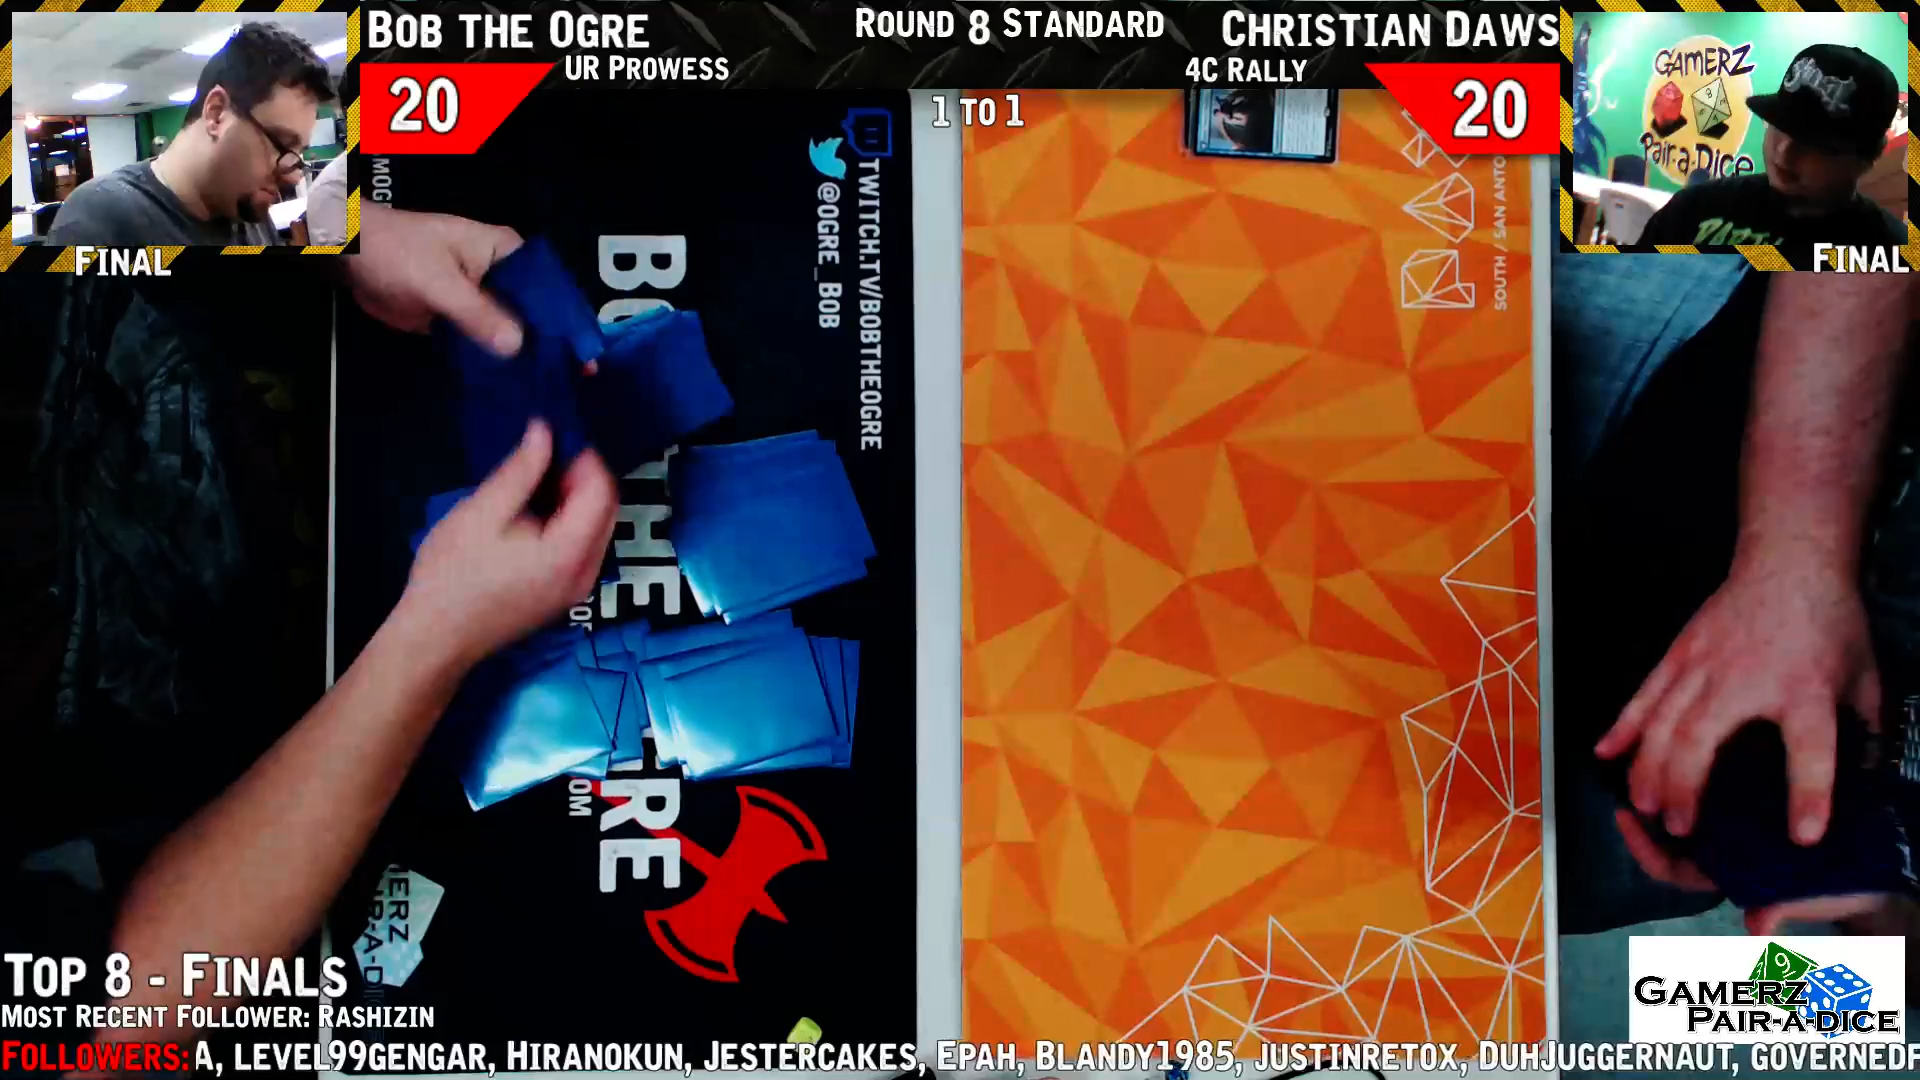 BOB THE OGRE
UR PROWESS
20
ROUND 8 STANDARD
1 TO 1
CHRISTIAN DAWS
4C RALLY
20
FINAL
FINAL
GAMERZ
Pair-a-Dice
TWITCH.TV/BOBTHEOGRE
@OGRE_BOB
SOUTH / SAN ANTO
TOP 8 - FINALS
MOST RECENT FOLLOWER: RASHIZIN
FOLLOWERS: A, LEVEL99GENGAR, HIRANOKUN, JESTERCAKES, EPAH, BLANDY1985, JUSTINRETOX, DUHJUGGERNAUT, GOVERNEDF
GAMERZ
PAIR-A-DICE